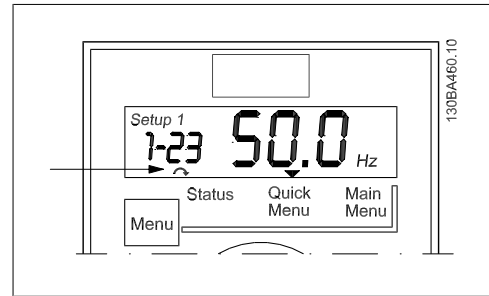 130BA460.10
Setup 1
1-23
50.0 Hz
Status
Quick Menu
Main Menu
Menu